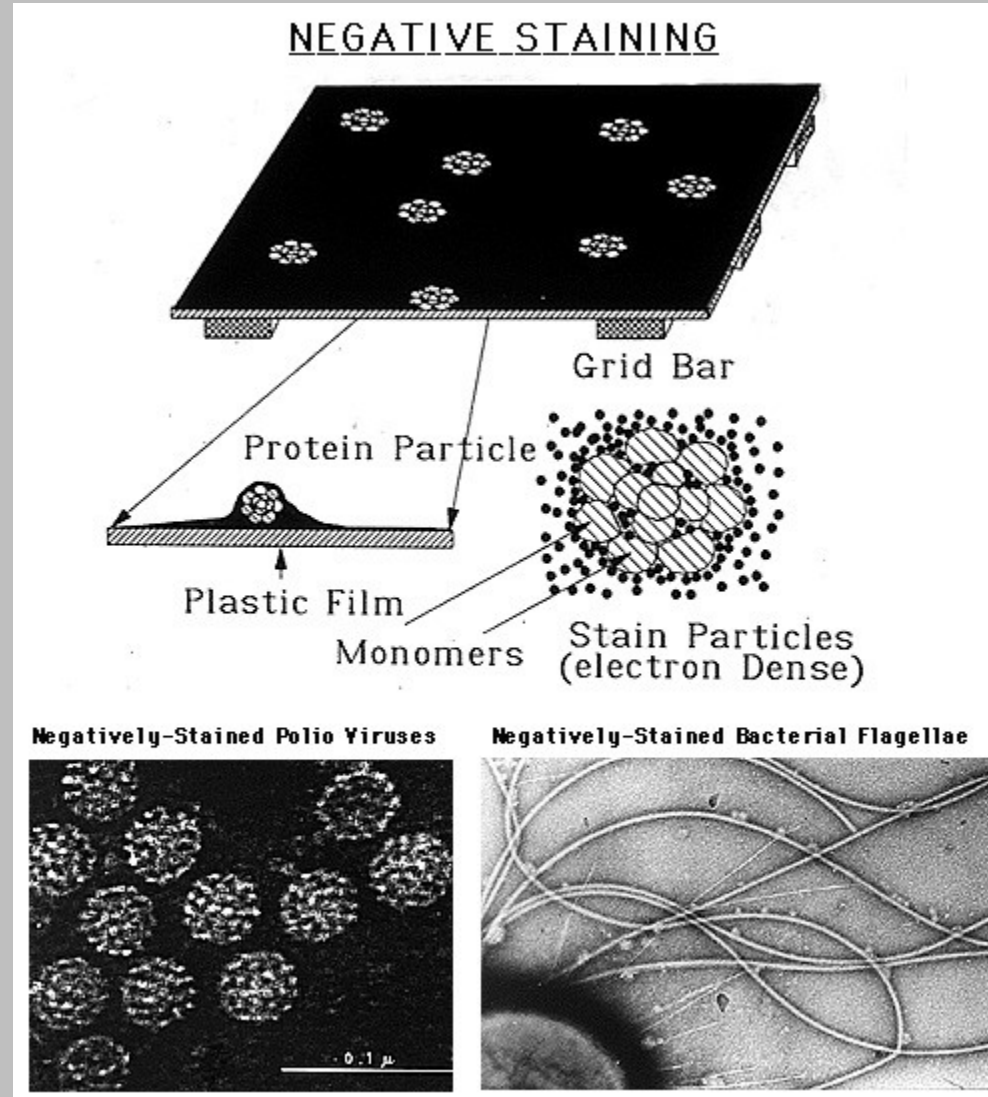 NEGATIVE STAINING
Grid Bar
Protein Particle
Plastic Film
Monomers
Stain Particles
(electron Dense)
Negatively-Stained Polio Viruses
Negatively-Stained Bacterial Flagellae
0.1 μ